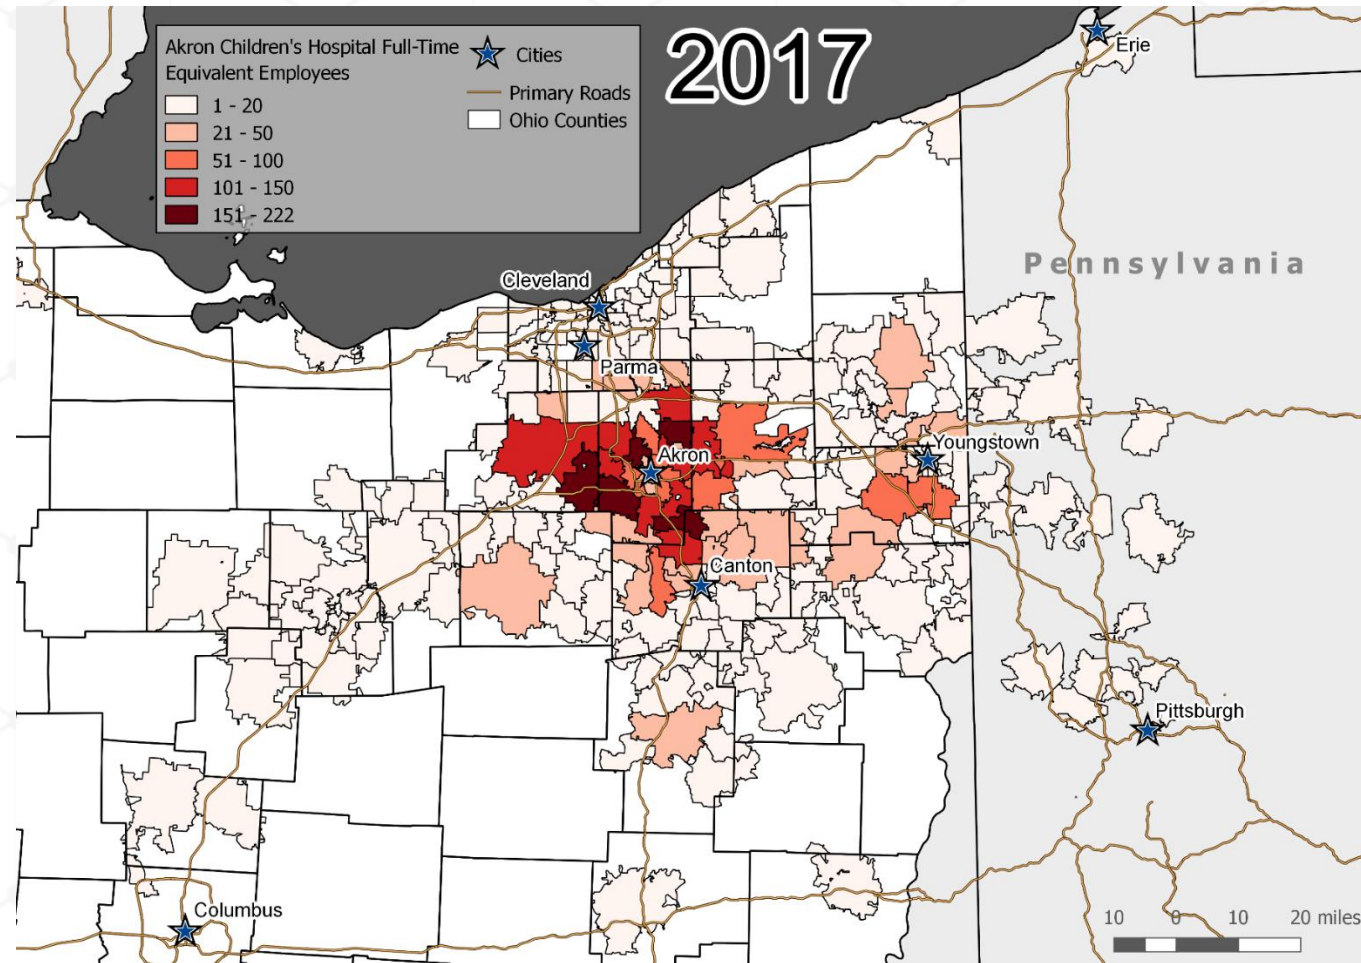 2017
Akron Children's Hospital Full-Time
Equivalent Employees
1 - 20
21 - 50
51 - 100
101 - 150
151 - 222
Cities
Primary Roads
Ohio Counties
Erie
Pennsylvania
Cleveland
Parma
Akron
Youngstown
Canton
Pittsburgh
Columbus
10 0 10 20 miles